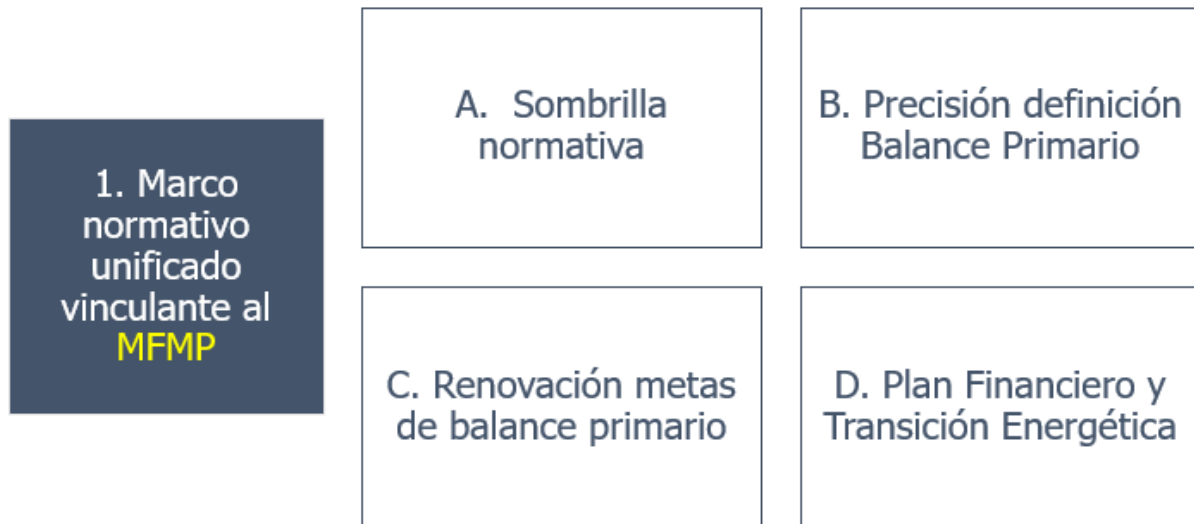 1. Marco
normativo
unificado
vinculante al
MFMP
A. Sombrilla
normativa
B. Precisión definición
Balance Primario
C. Renovación metas
de balance primario
D. Plan Financiero y
Transición Energética